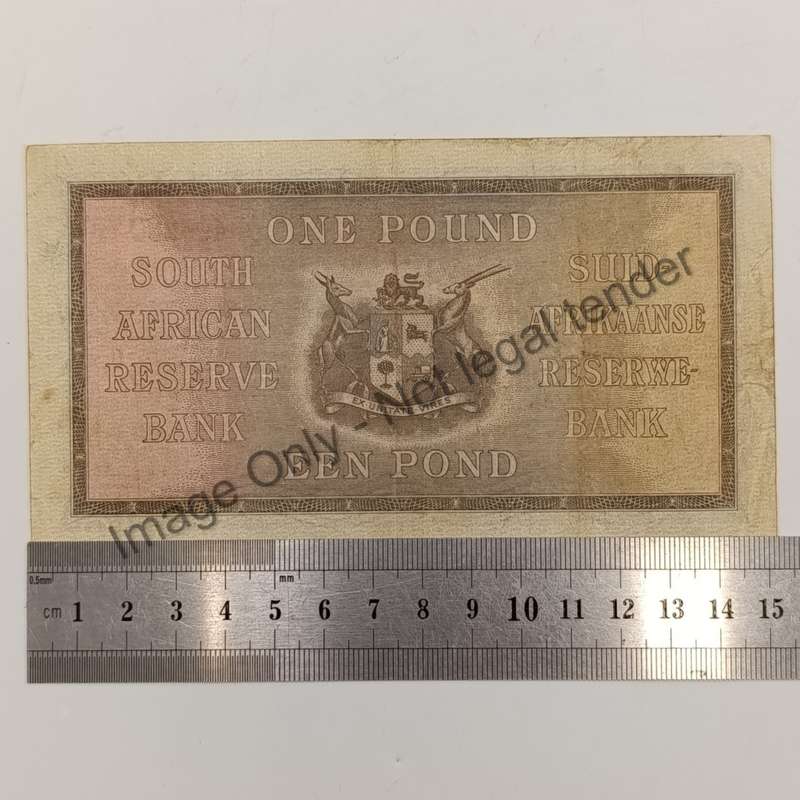 ONE POUND
SOUTH
AFRICAN
RESERVE
BANK
SUID-
AFRIKAANSE
RESERWE-
BANK
EX UNITATE VIRES
EEN POND
Image Only - Not legal tender
0.5mm
mm
cm 1 2 3 4 5 6 7 8 9 10 11 12 13 14 15